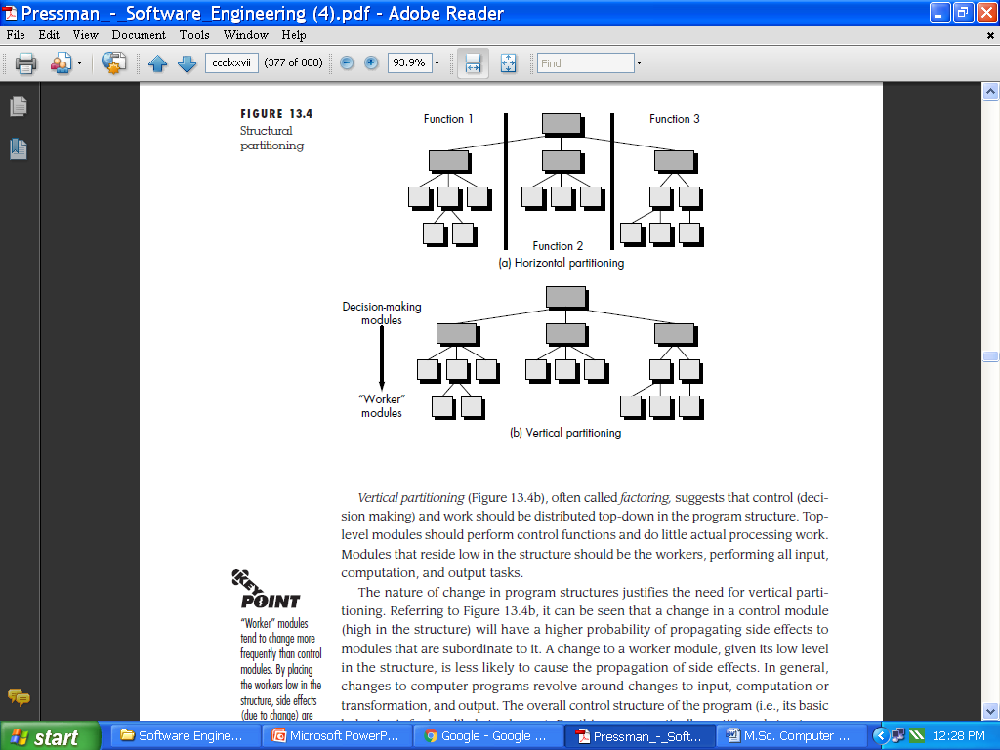 Pressman_-_Software_Engineering (4).pdf - Adobe Reader
File Edit View Document Tools Window Help
ccclxxvii (377 of 888) 93.9% Find
FIGURE 13.4
Structural
partitioning
Function 1
Function 3
Function 2
(a) Horizontal partitioning
Decision-making
modules
"Worker"
modules
(b) Vertical partitioning
Vertical partitioning (Figure 13.4b), often called factoring, suggests that control (deci-
sion making) and work should be distributed top-down in the program structure. Top-
level modules should perform control functions and do little actual processing work.
Modules that reside low in the structure should be the workers, performing all input,
computation, and output tasks.
The nature of change in program structures justifies the need for vertical parti-
tioning. Referring to Figure 13.4b, it can be seen that a change in a control module
(high in the structure) will have a higher probability of propagating side effects to
modules that are subordinate to it. A change to a worker module, given its low level
in the structure, is less likely to cause the propagation of side effects. In general,
changes to computer programs revolve around changes to input, computation or
transformation, and output. The overall control structure of the program (i.e., its basic
KEY
POINT
"Worker" modules
tend to change more
frequently than control
modules. By placing
the workers low in the
structure, side effects
(due to change) are
start
Software Engine...
Microsoft PowerP...
Google - Google ...
Pressman_-_Soft...
M.Sc. Computer ...
12:28 PM